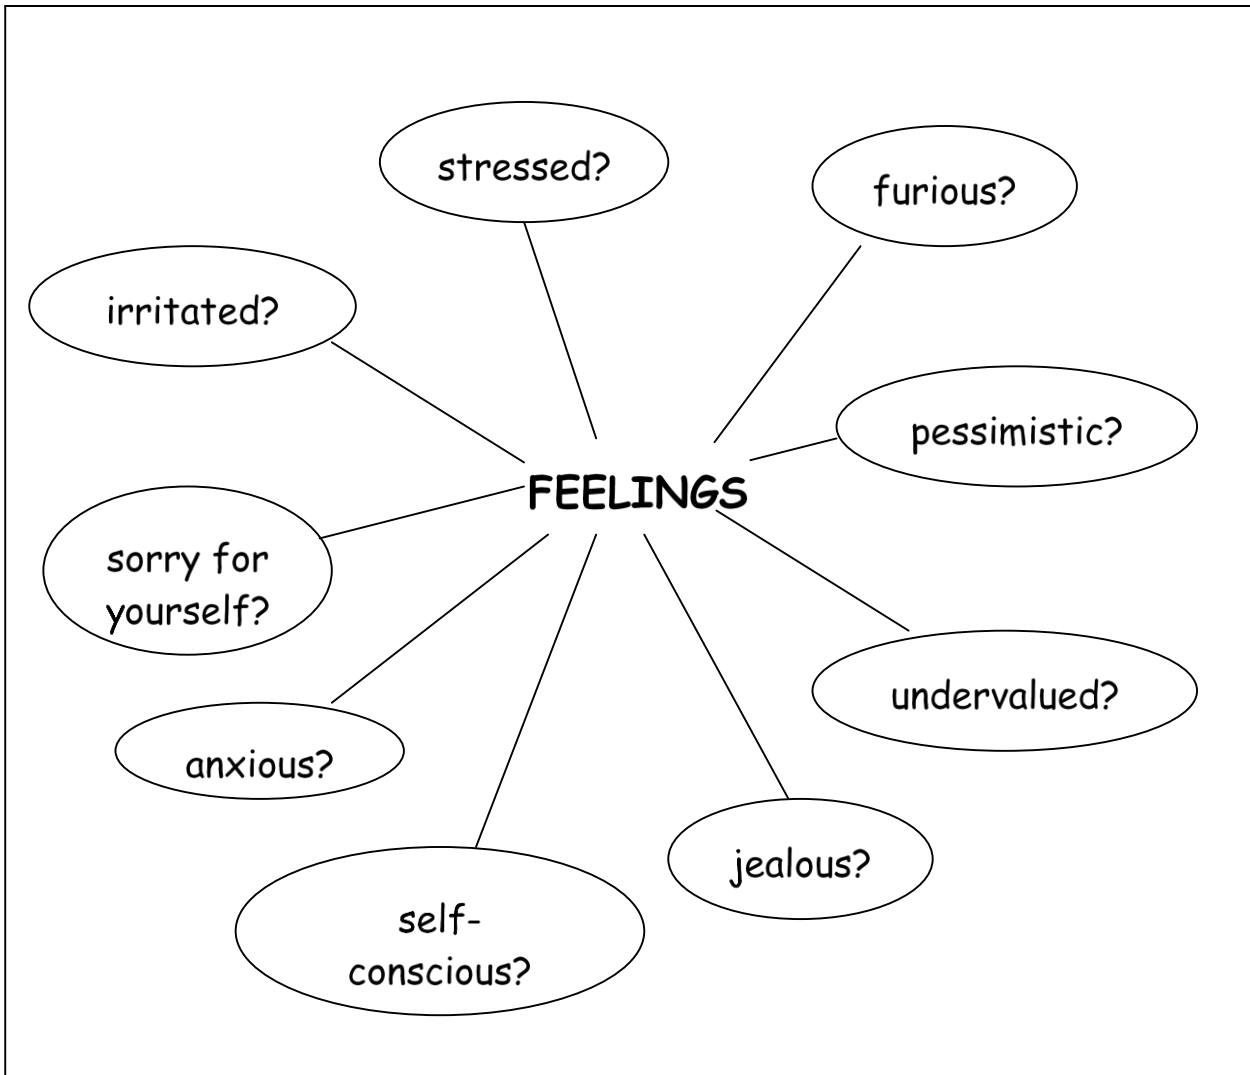 stressed?
furious?
irritated?
pessimistic?
FEELINGS
sorry for
yourself?
undervalued?
anxious?
jealous?
self-
conscious?